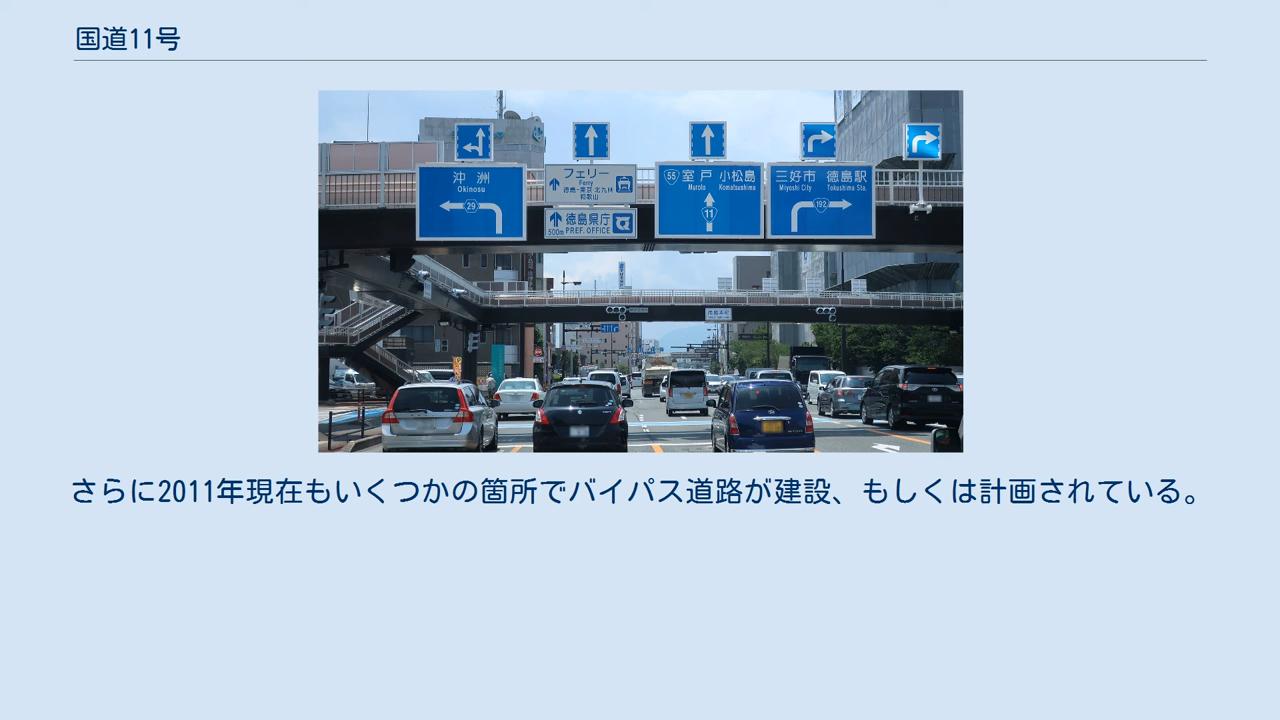 国道11号
沖洲
Okinosu
29
フェリー
Ferry
徳島-東京 北九州
和歌山
徳島県庁
500m PREF. OFFICE
55 室戸 小松島
Muroto Komatsushima
11
三好市 徳島駅
Miyoshi City Tokushima Sta.
192
さらに2011年現在もいくつかの箇所でバイパス道路が建設、もしくは計画されている。